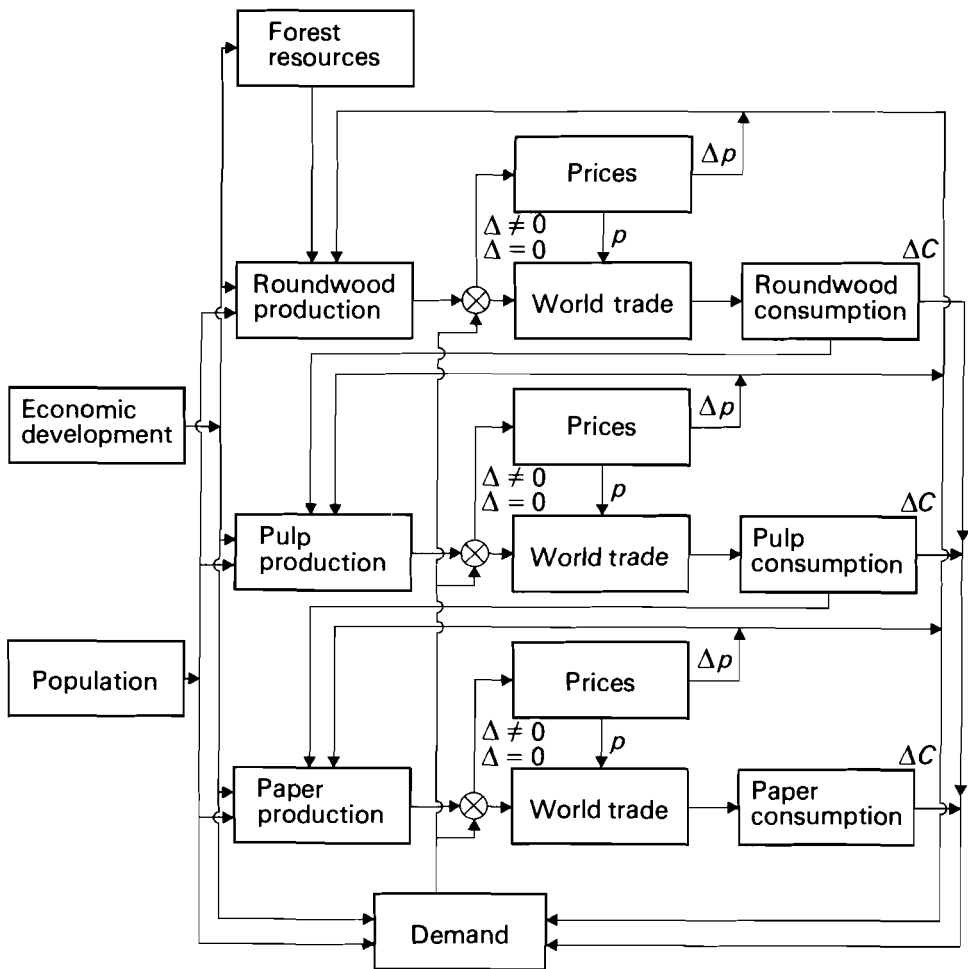 Forest
resources
Δp
Prices
Δ ≠ 0
Δ = 0
p
ΔC
Roundwood
production
World trade
Roundwood
consumption
Economic
development
Δp
Prices
Δ ≠ 0
Δ = 0
p
ΔC
Pulp
production
World trade
Pulp
consumption
Population
Δp
Prices
Δ ≠ 0
Δ = 0
p
ΔC
Paper
production
World trade
Paper
consumption
Demand